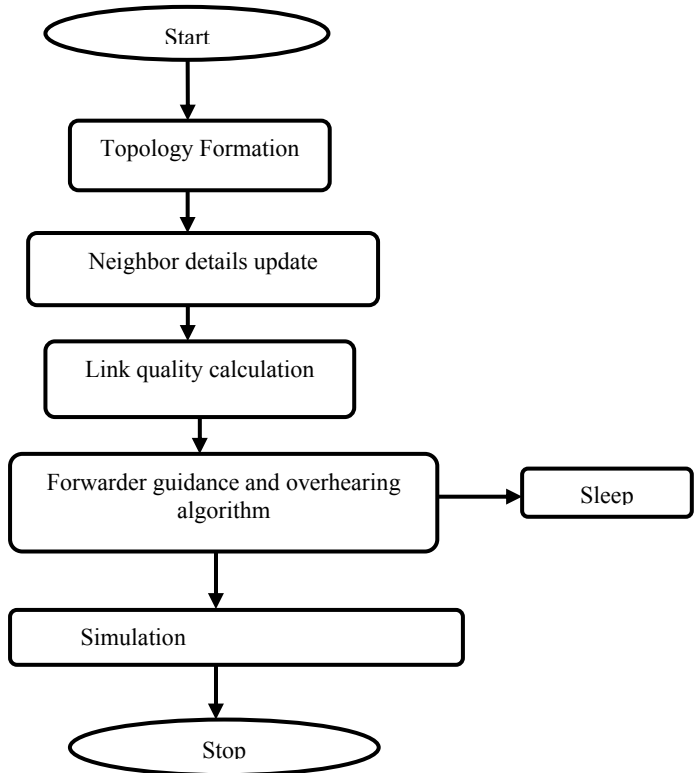 Start
Topology Formation
Neighbor details update
Link quality calculation
Forwarder guidance and overhearing
algorithm
Sleep
Simulation
Stop